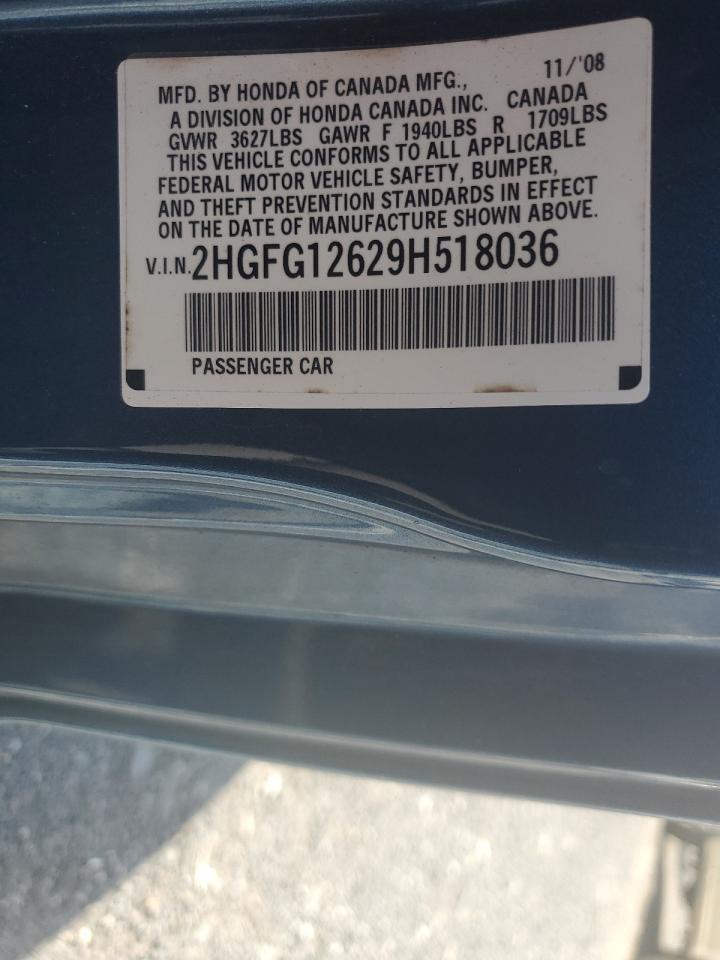 11/'08
MFD. BY HONDA OF CANADA MFG.,
A DIVISION OF HONDA CANADA INC. CANADA
GVWR 3627LBS GAWR F 1940LBS R 1709LBS
THIS VEHICLE CONFORMS TO ALL APPLICABLE
FEDERAL MOTOR VEHICLE SAFETY, BUMPER,
AND THEFT PREVENTION STANDARDS IN EFFECT
ON THE DATE OF MANUFACTURE SHOWN ABOVE.
V.I.N.2HGFG12629H518036
PASSENGER CAR